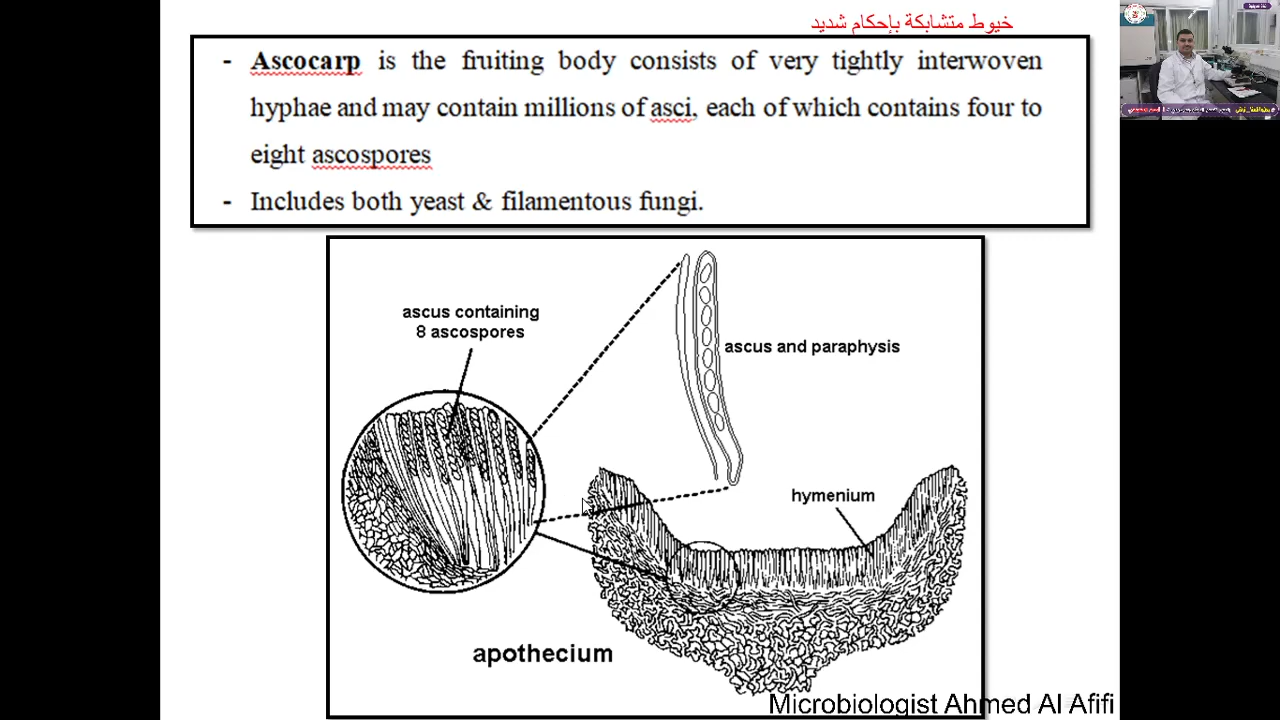 خيوط متشابكة بإحكام شديد
- Ascocarp is the fruiting body consists of very tightly interwoven
hyphae and may contain millions of asci, each of which contains four to
eight ascospores
- Includes both yeast & filamentous fungi.
ascus containing
8 ascospores
ascus and paraphysis
hymenium
apothecium
Microbiologist Ahmed Al Afifi